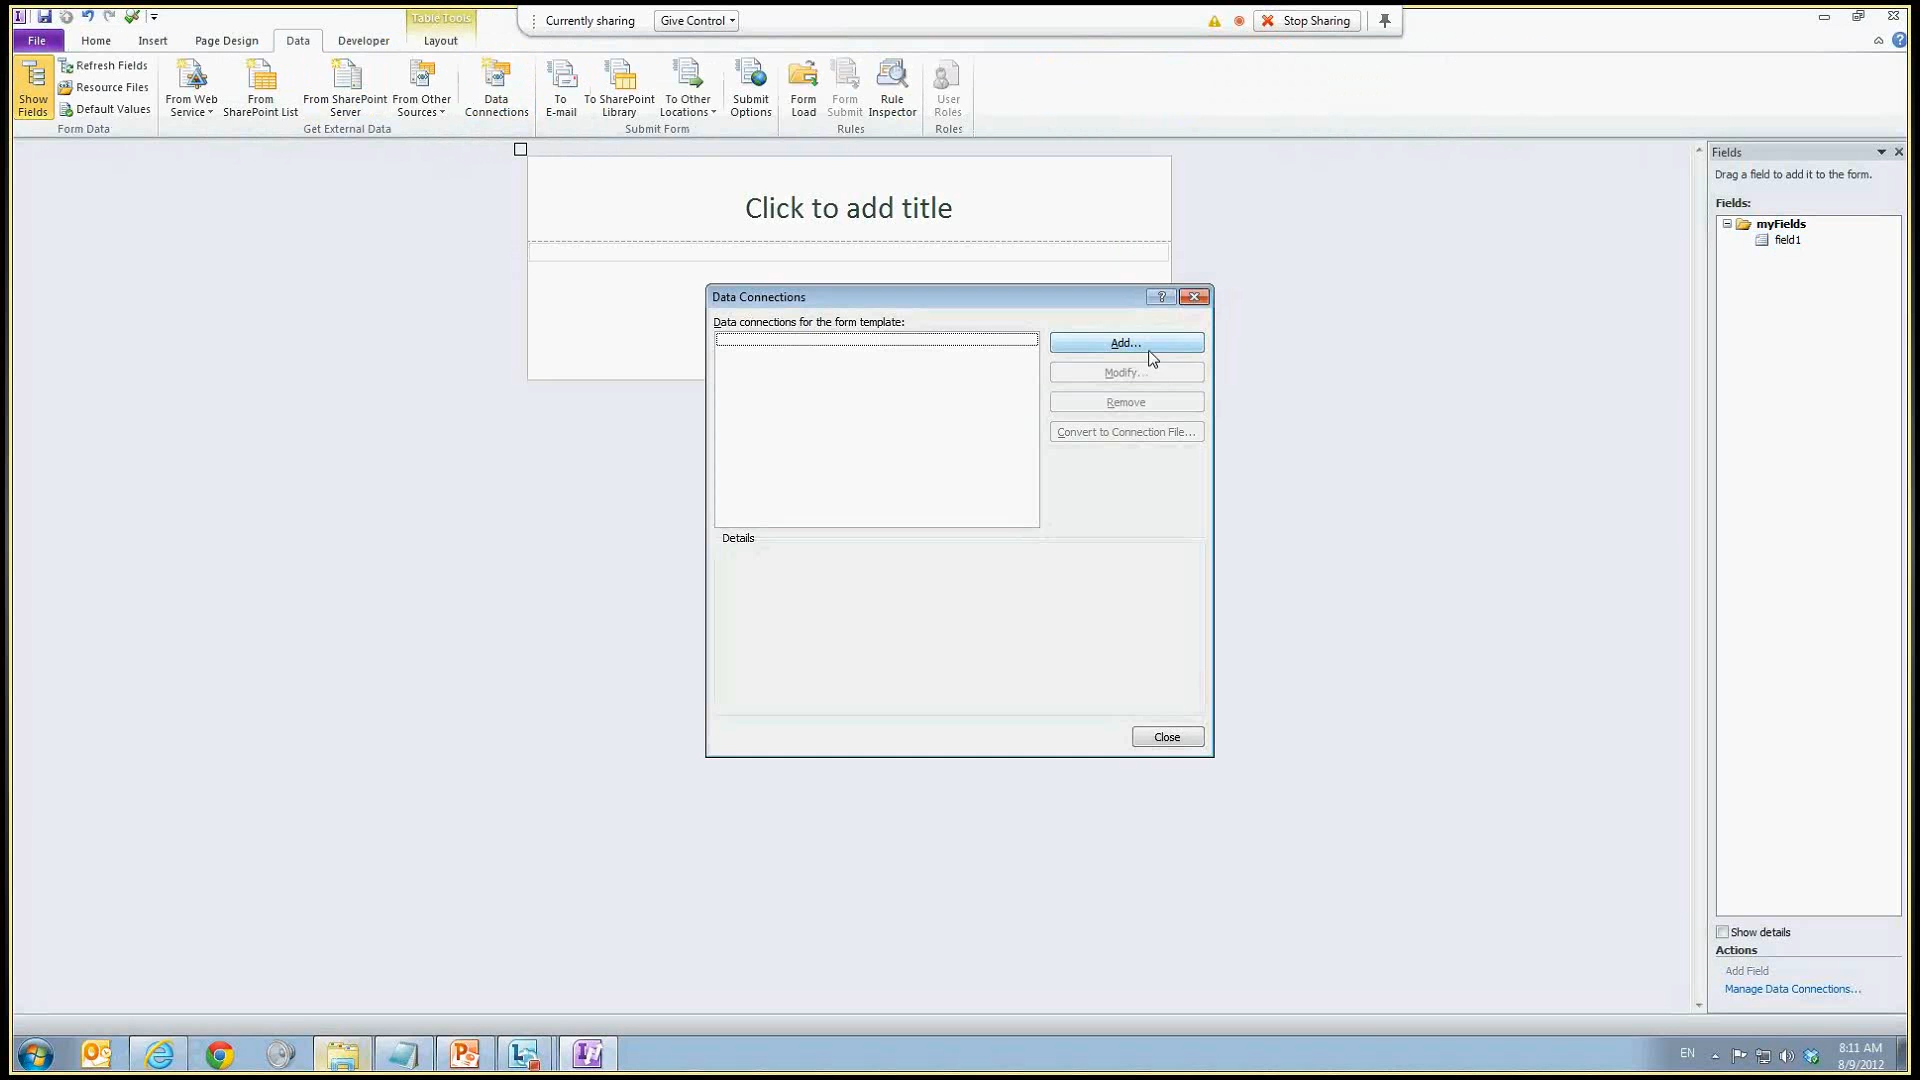 Table Tools
Currently sharing Give Control Stop Sharing
File Home Insert Page Design Data Developer Layout
Show Fields
Refresh Fields
Resource Files
Default Values
Form Data
From Web Service
From SharePoint List
From SharePoint Server
From Other Sources
Data Connections
Get External Data
To E-mail
To SharePoint Library
To Other Locations
Submit Options
Submit Form
Form Load
Form Submit
Rule Inspector
Rules
User Roles
Roles
Click to add title
Data Connections
Data connections for the form template:
Add...
Modify...
Remove
Convert to Connection File...
Details
Close
Fields
Drag a field to add it to the form.
Fields:
myFields
field1
Show details
Actions
Add Field
Manage Data Connections...
EN
8:11 AM
8/9/2012